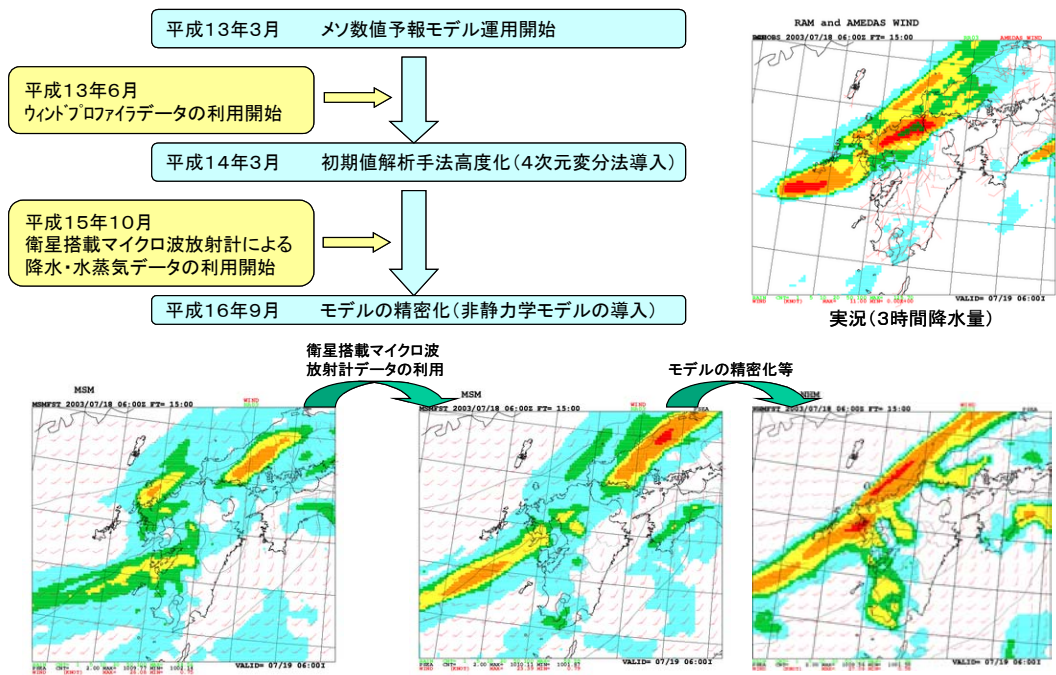 平成13年3月　メソ数値予報モデル運用開始
平成13年6月
ウィンドプロファイラデータの利用開始
平成14年3月　初期値解析手法高度化(4次元変分法導入)
平成15年10月
衛星搭載マイクロ波放射計による
降水・水蒸気データの利用開始
平成16年9月　モデルの精密化(非静力学モデルの導入)
RAM and AMEDAS WIND
2003/07/18 06:00Z FT= 15:00
AMEDAS WIND
VALID= 07/19 06:00I
実況(3時間降水量)
衛星搭載マイクロ波
放射計データの利用
モデルの精密化等
MSM
MSMFST 2003/07/18 06:00Z FT= 15:00
WIND
VALID= 07/19 06:00I
MSM
MSMFST 2003/07/18 06:00Z FT= 15:00
WIND
PSEA
VALID= 07/19 06:00I
NHM
2003/07/18 06:00Z FT= 15:00
WIND
PSEA
VALID= 07/19 06:00I